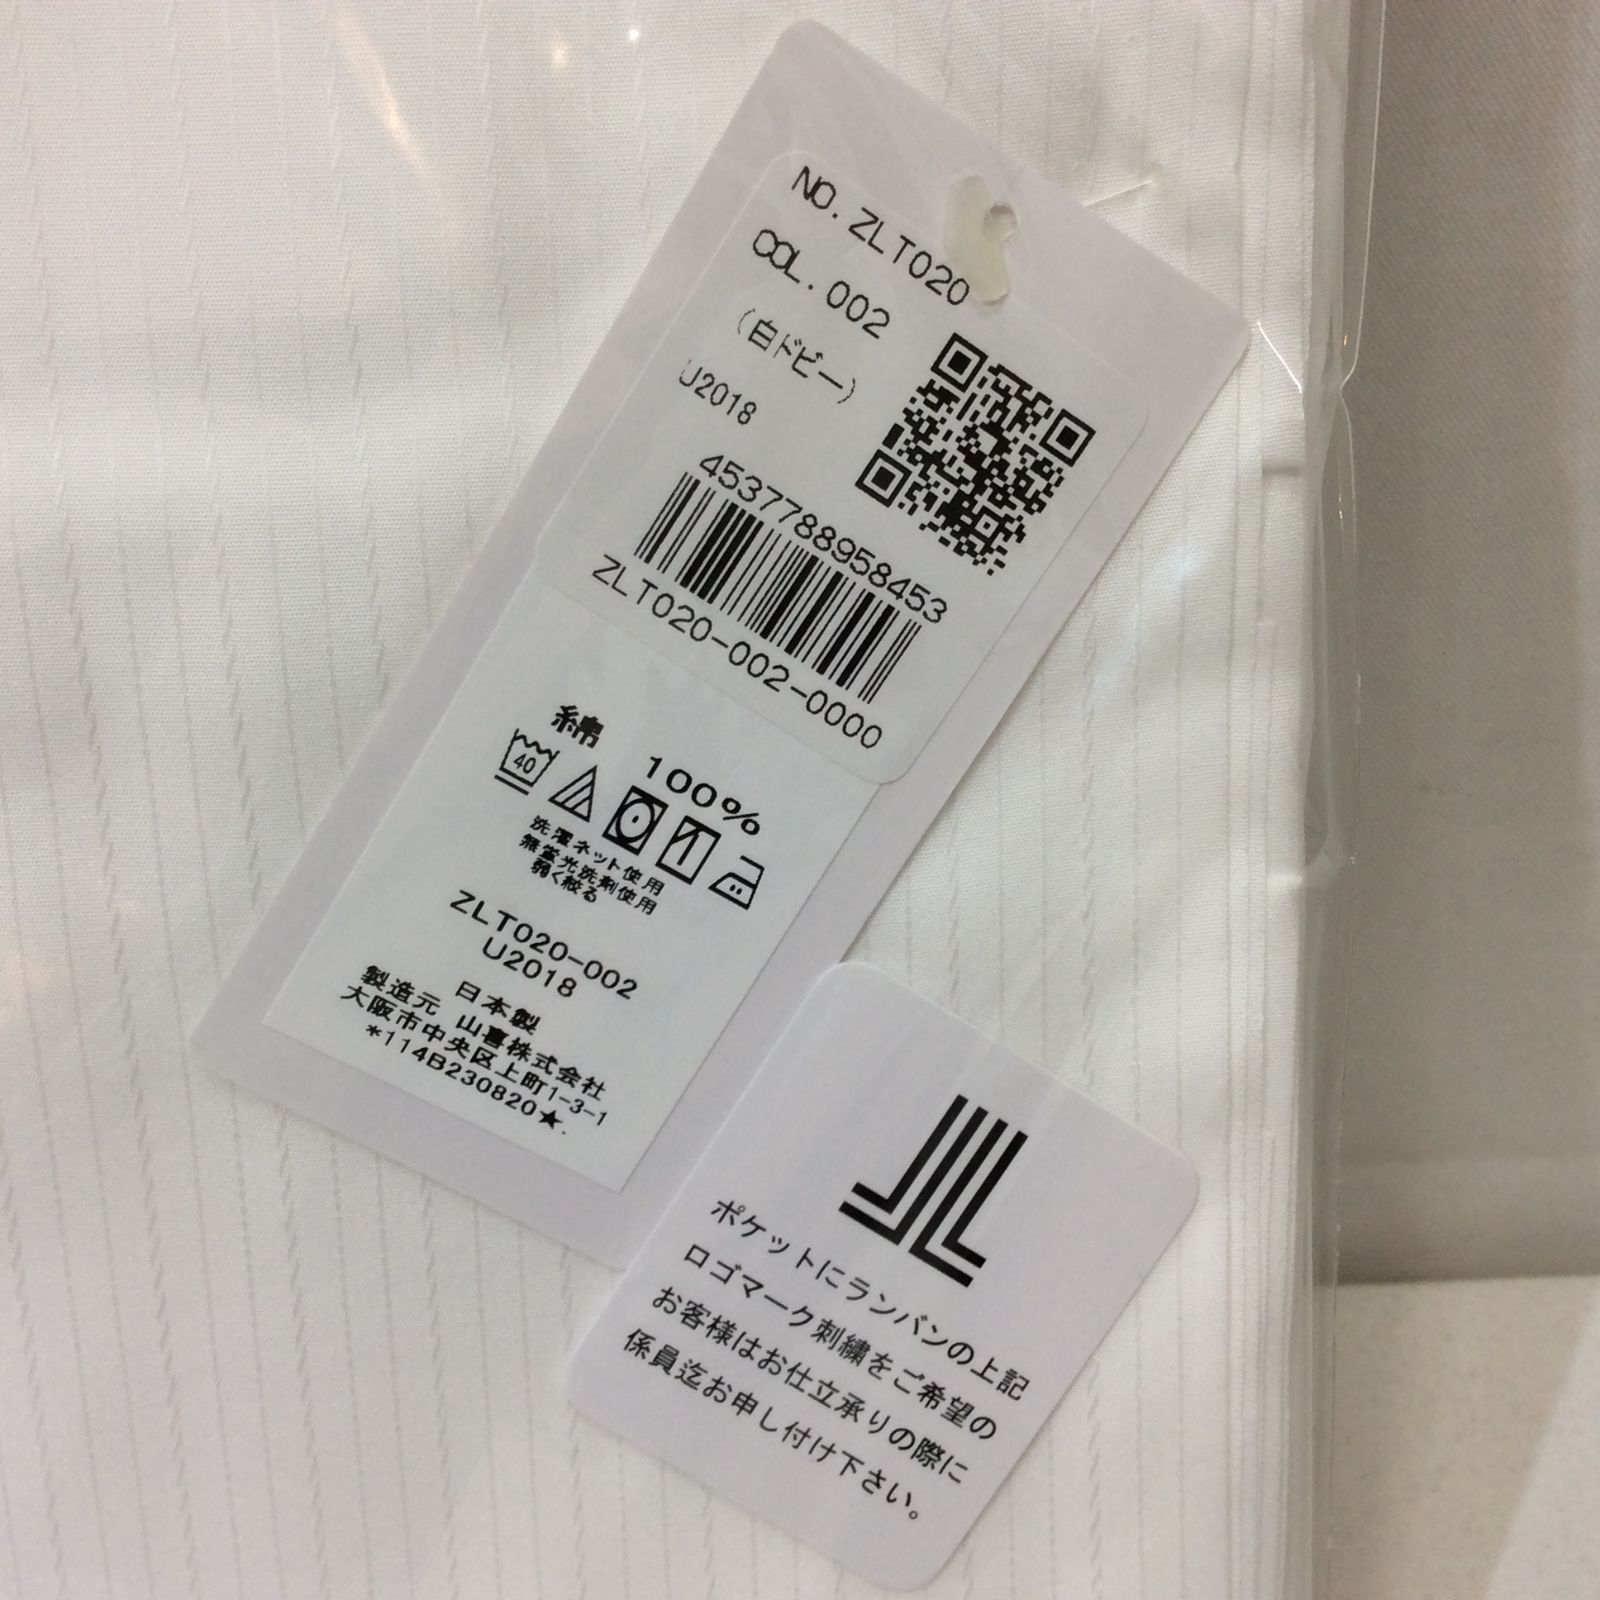 NO. ZLT020
COL. 002
(白ドビー)
U2018
4537788958453
ZLT020-002-0000
綿 100%
40
洗濯ネット使用
無蛍光洗剤使用
弱く絞る
ZLT020-002
U2018
日本製
製造元 山喜株式会社
大阪市中央区上町1-3-1
*114B230820★.
ポケットにランバンの上記
ロゴマーク刺繍をご希望の
お客様はお仕立承りの際に
係員迄お申し付け下さい。